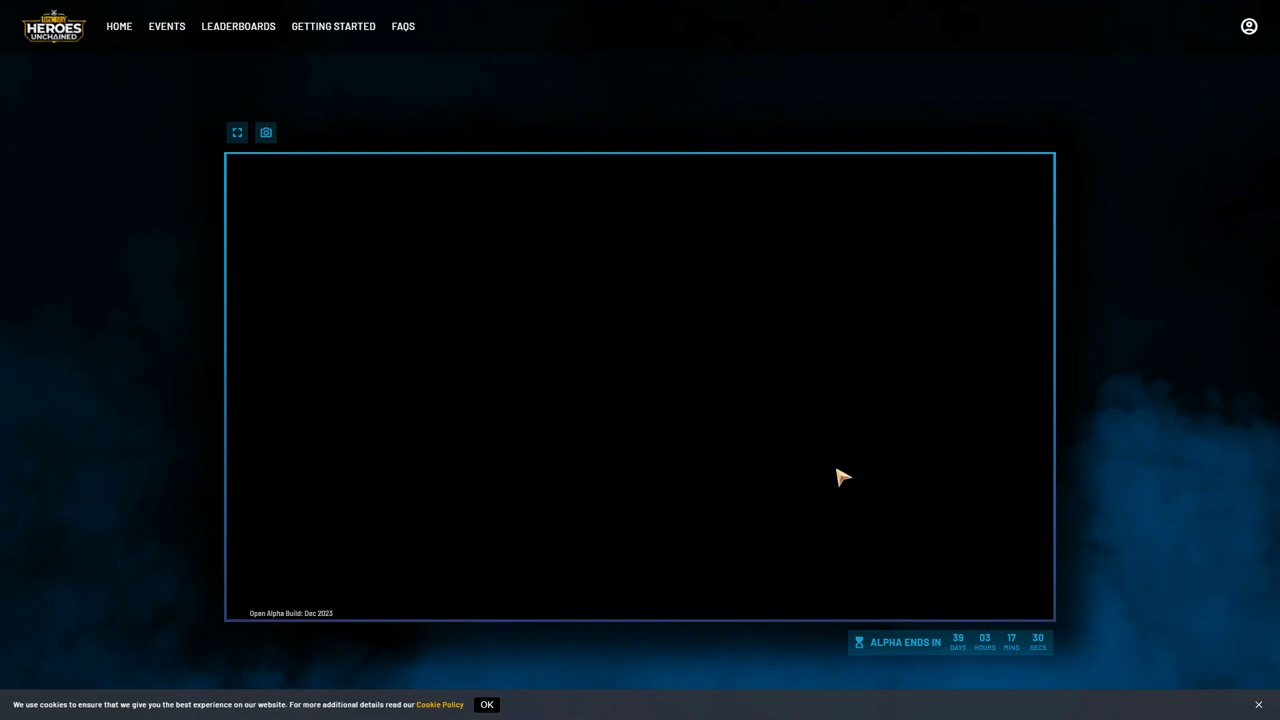 LEGENDARY
HEROES
UNCHAINED
HOME EVENTS LEADERBOARDS GETTING STARTED FAQS
Open Alpha Build: Dec 2023
ALPHA ENDS IN 39 DAYS 03 HOURS 17 MINS 30 SECS
We use cookies to ensure that we give you the best experience on our website. For more additional details read our Cookie Policy OK